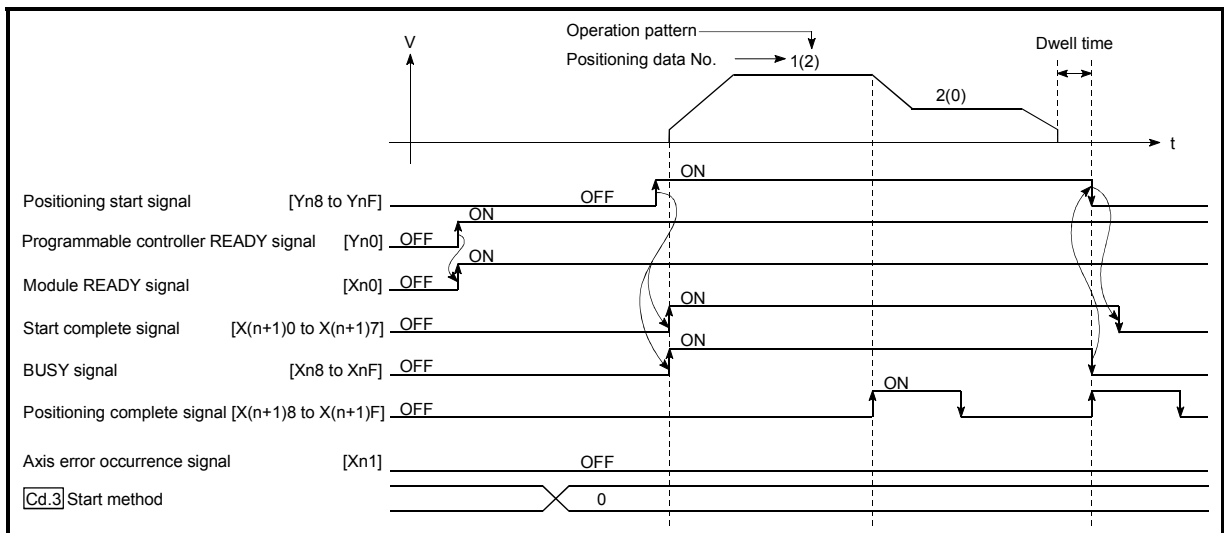 V
Operation pattern
Positioning data No. 1(2)
Dwell time
2(0)
t
Positioning start signal [Yn8 to YnF] OFF ON
Programmable controller READY signal [Yn0] OFF ON
Module READY signal [Xn0] OFF ON
Start complete signal [X(n+1)0 to X(n+1)7] OFF ON
BUSY signal [Xn8 to XnF] OFF ON
Positioning complete signal [X(n+1)8 to X(n+1)F] OFF ON
Axis error occurrence signal [Xn1] OFF
Cd.3 Start method 0